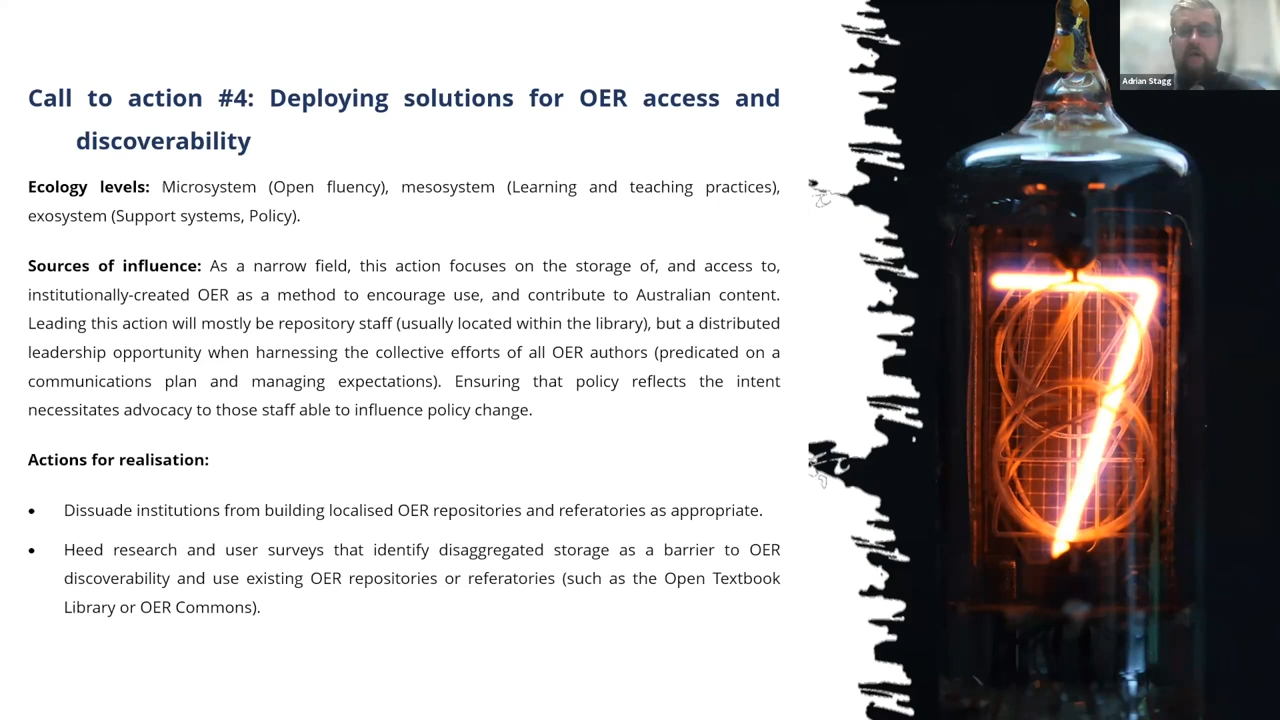 Call to action #4: Deploying solutions for OER access and
discoverability
Ecology levels: Microsystem (Open fluency), mesosystem (Learning and teaching practices),
exosystem (Support systems, Policy).
Sources of influence: As a narrow field, this action focuses on the storage of, and access to,
institutionally-created OER as a method to encourage use, and contribute to Australian content.
Leading this action will mostly be repository staff (usually located within the library), but a distributed
leadership opportunity when harnessing the collective efforts of all OER authors (predicated on a
communications plan and managing expectations). Ensuring that policy reflects the intent
necessitates advocacy to those staff able to influence policy change.
Actions for realisation:
• Dissuade institutions from building localised OER repositories and referatories as appropriate.
• Heed research and user surveys that identify disaggregated storage as a barrier to OER
discoverability and use existing OER repositories or referatories (such as the Open Textbook
Library or OER Commons).
7
Adrian Stagg